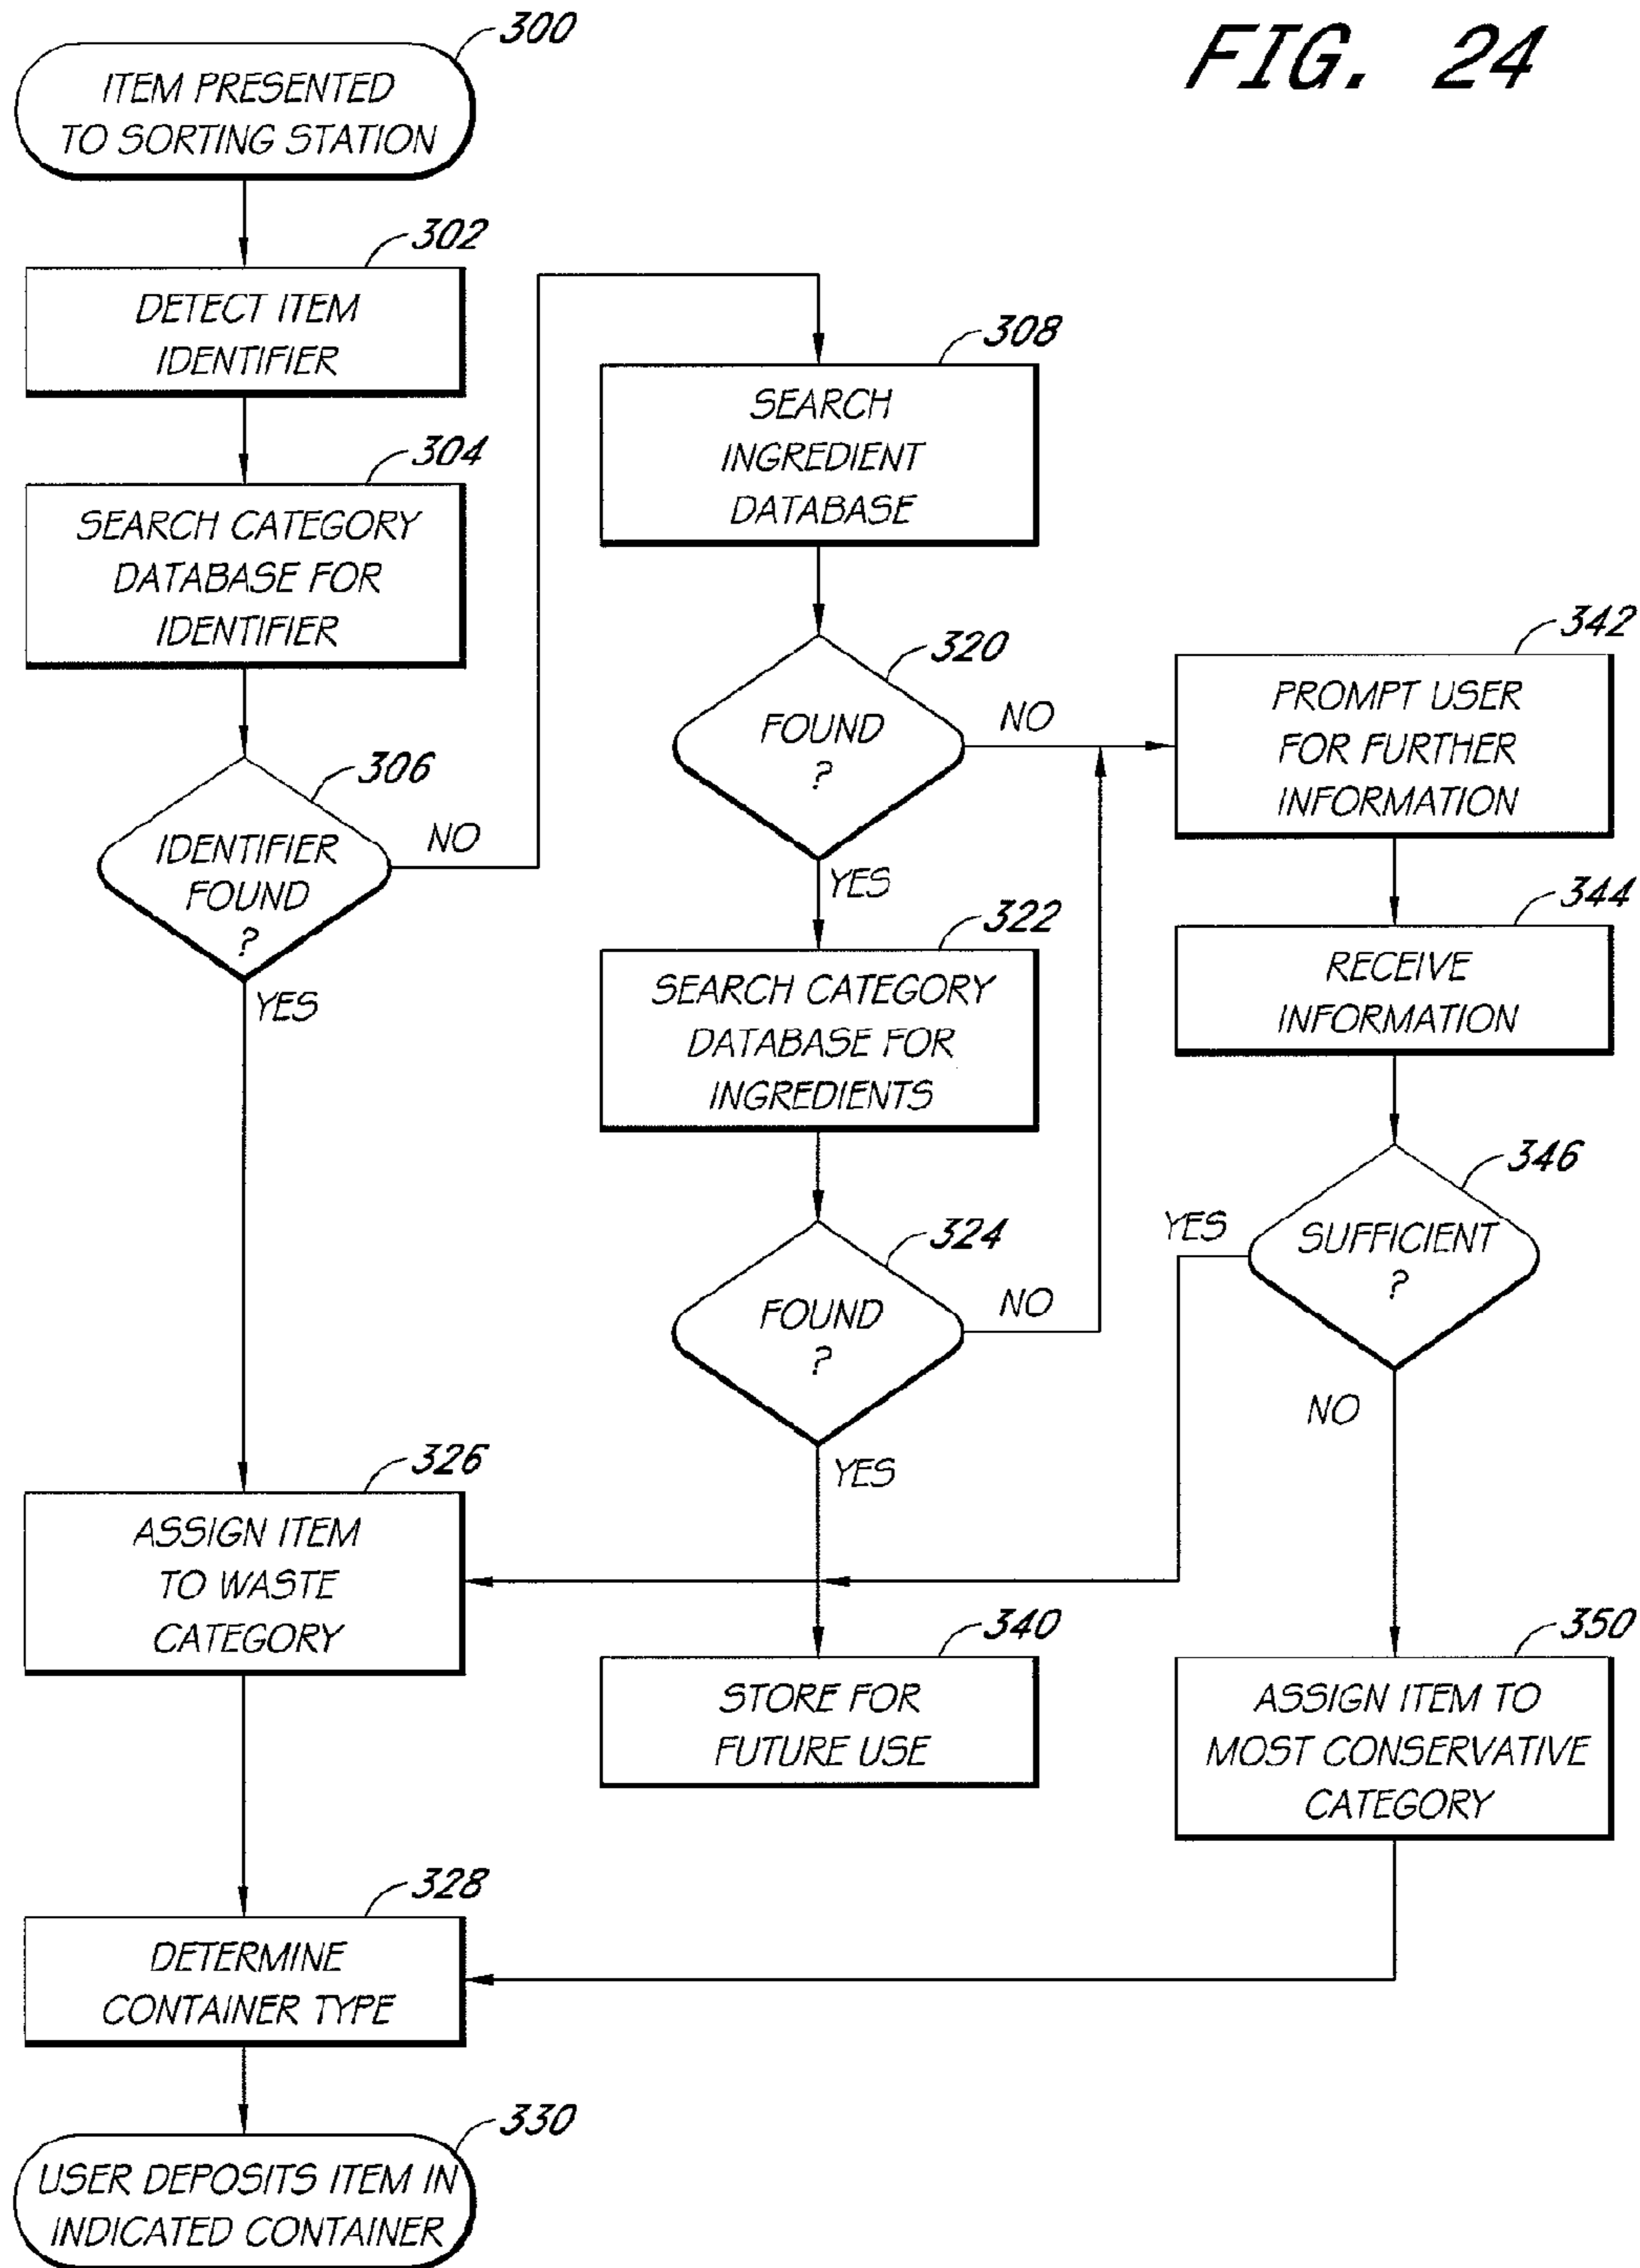 FIG. 24
300
ITEM PRESENTED
TO SORTING STATION
302
DETECT ITEM
IDENTIFIER
304
SEARCH CATEGORY
DATABASE FOR
IDENTIFIER
306
IDENTIFIER
FOUND
?
NO
YES
308
SEARCH
INGREDIENT
DATABASE
320
FOUND
?
NO
YES
322
SEARCH CATEGORY
DATABASE FOR
INGREDIENTS
324
FOUND
?
NO
YES
342
PROMPT USER
FOR FURTHER
INFORMATION
344
RECEIVE
INFORMATION
346
SUFFICIENT
?
YES
NO
326
ASSIGN ITEM
TO WASTE
CATEGORY
340
STORE FOR
FUTURE USE
350
ASSIGN ITEM TO
MOST CONSERVATIVE
CATEGORY
328
DETERMINE
CONTAINER TYPE
330
USER DEPOSITS ITEM IN
INDICATED CONTAINER